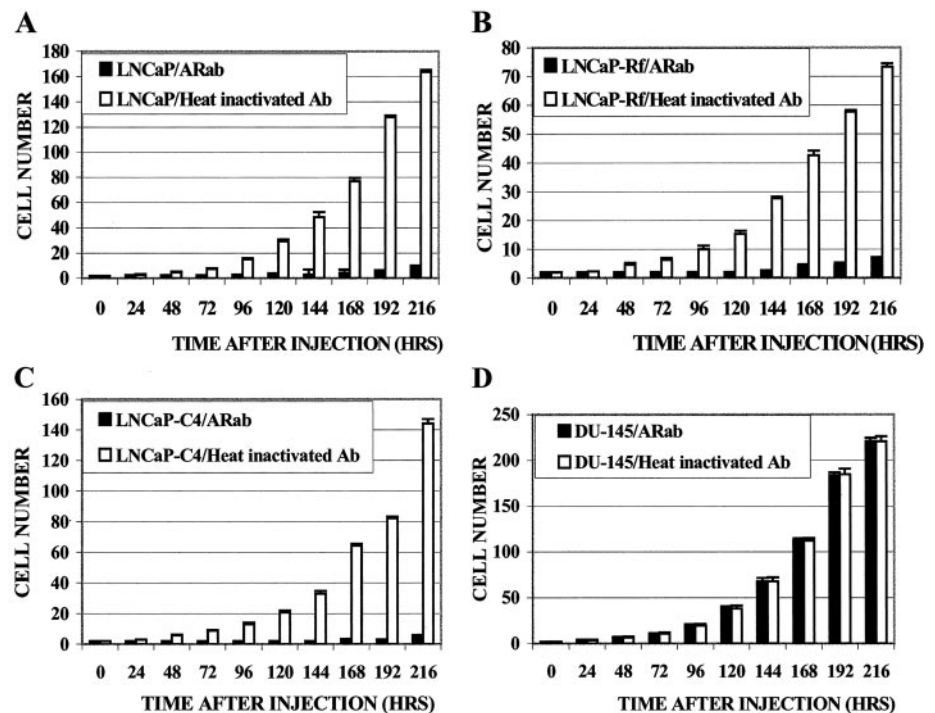 A
CELL NUMBER
180
160
140
120
100
80
60
40
20
0
LNCaP/ARab
LNCaP/Heat inactivated Ab
0 24 48 72 96 120 144 168 192 216
TIME AFTER INJECTION (HRS)
B
CELL NUMBER
80
70
60
50
40
30
20
10
0
LNCaP-Rf/ARab
LNCaP-Rf/Heat inactivated Ab
0 24 48 72 96 120 144 168 192 216
TIME AFTER INJECTION (HRS)
C
CELL NUMBER
160
140
120
100
80
60
40
20
0
LNCaP-C4/ARab
LNCaP-C4/Heat inactivated Ab
0 24 48 72 96 120 144 168 192 216
TIME AFTER INJECTION (HRS)
D
CELL NUMBER
250
200
150
100
50
0
DU-145/ARab
DU-145/Heat inactivated Ab
0 24 48 72 96 120 144 168 192 216
TIME AFTER INJECTION (HRS)